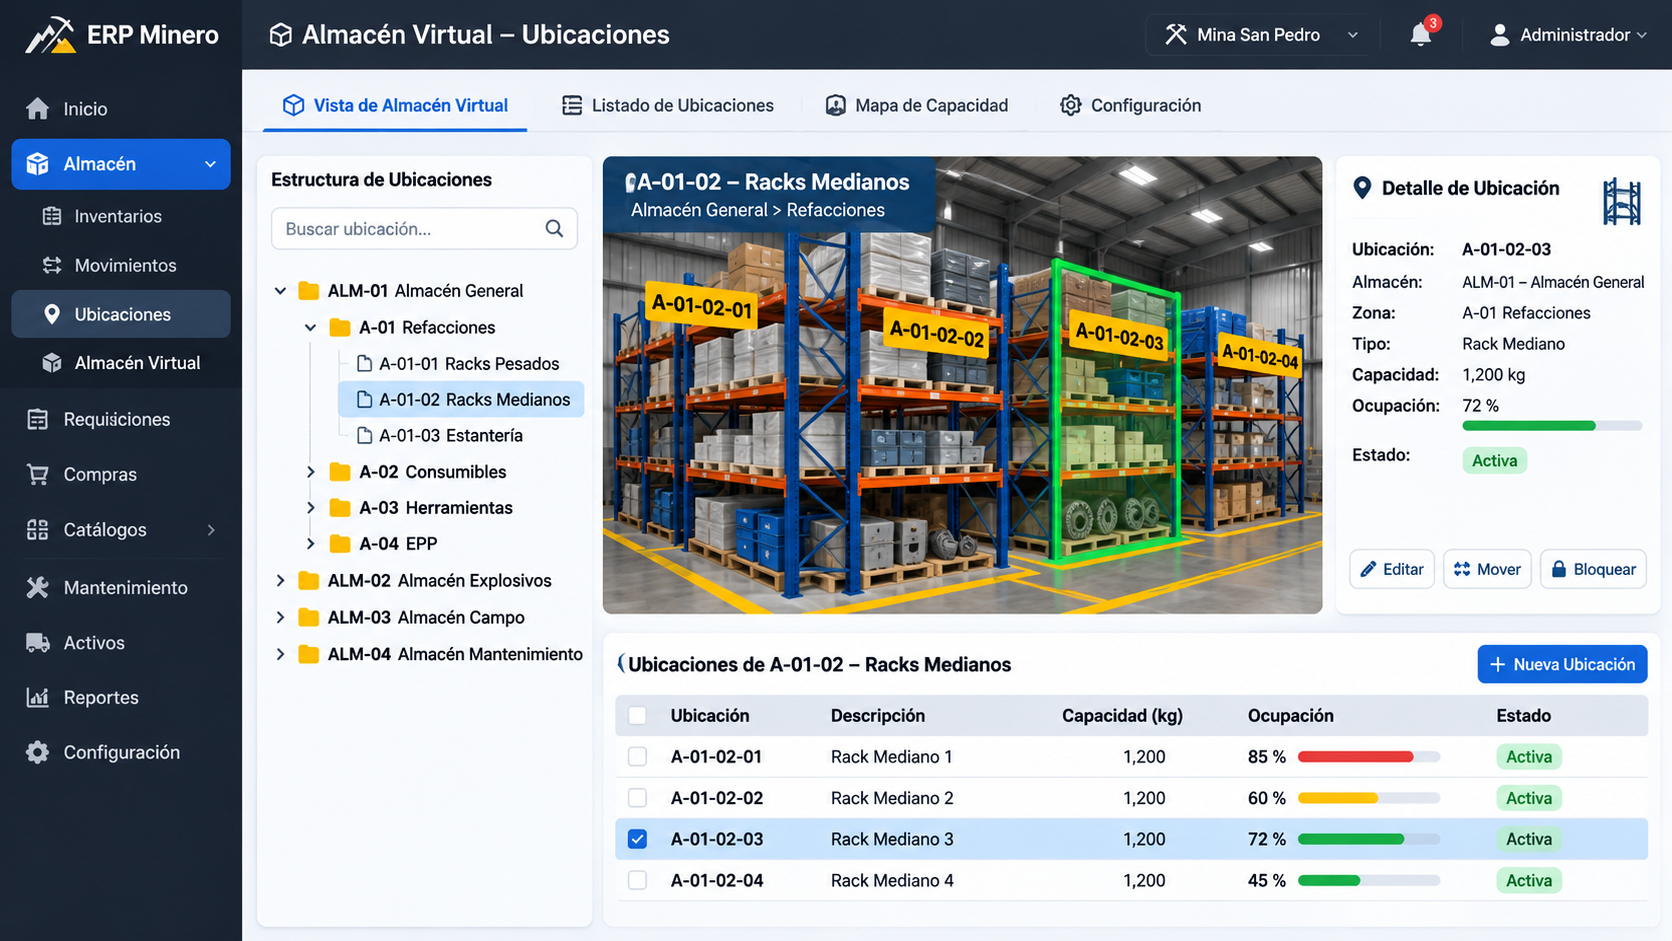 ERP Minero
Almacén Virtual – Ubicaciones
Mina San Pedro
3
Administrador
Inicio
Almacén
Inventarios
Movimientos
Ubicaciones
Almacén Virtual
Requisiciones
Compras
Catálogos
Mantenimiento
Activos
Reportes
Configuración
Vista de Almacén Virtual
Listado de Ubicaciones
Mapa de Capacidad
Configuración
Estructura de Ubicaciones
Buscar ubicación...
ALM-01 Almacén General
A-01 Refacciones
A-01-01 Racks Pesados
A-01-02 Racks Medianos
A-01-03 Estantería
A-02 Consumibles
A-03 Herramientas
A-04 EPP
ALM-02 Almacén Explosivos
ALM-03 Almacén Campo
ALM-04 Almacén Mantenimiento
A-01-02 – Racks Medianos
Almacén General > Refacciones
A-01-02-01
A-01-02-02
A-01-02-03
A-01-02-04
Detalle de Ubicación
Ubicación: A-01-02-03
Almacén: ALM-01 – Almacén General
Zona: A-01 Refacciones
Tipo: Rack Mediano
Capacidad: 1,200 kg
Ocupación: 72 %
Estado: Activa
Editar
Mover
Bloquear
Ubicaciones de A-01-02 – Racks Medianos
+ Nueva Ubicación
Ubicación Descripción Capacidad (kg) Ocupación Estado
A-01-02-01 Rack Mediano 1 1,200 85 % Activa
A-01-02-02 Rack Mediano 2 1,200 60 % Activa
A-01-02-03 Rack Mediano 3 1,200 72 % Activa
A-01-02-04 Rack Mediano 4 1,200 45 % Activa